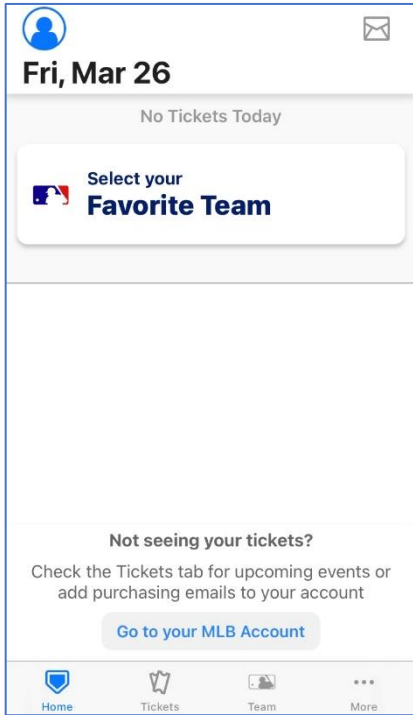 Fri, Mar 26
No Tickets Today
Select your
Favorite Team
Not seeing your tickets?
Check the Tickets tab for upcoming events or
add purchasing emails to your account
Go to your MLB Account
Home Tickets Team More